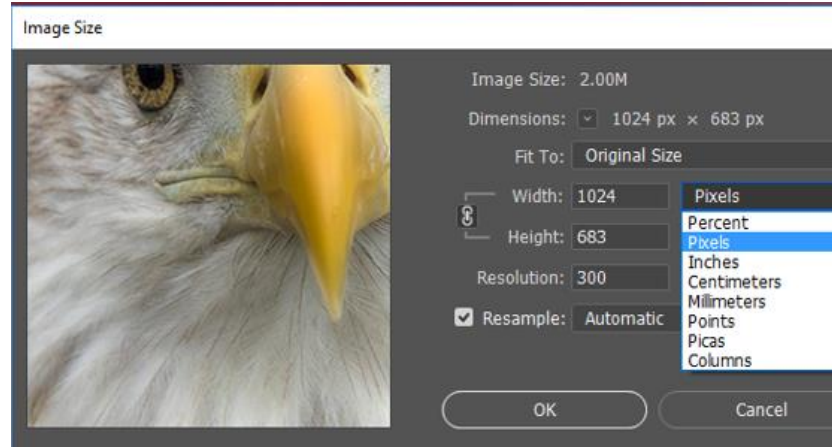 Image Size
Image Size: 2.00M
Dimensions: 1024 px × 683 px
Fit To: Original Size
Width: 1024 Pixels
Percent
Height: 683 Pixels
Inches
Resolution: 300 Centimeters
Millimeters
Resample: Automatic Points
Picas
Columns
OK Cancel